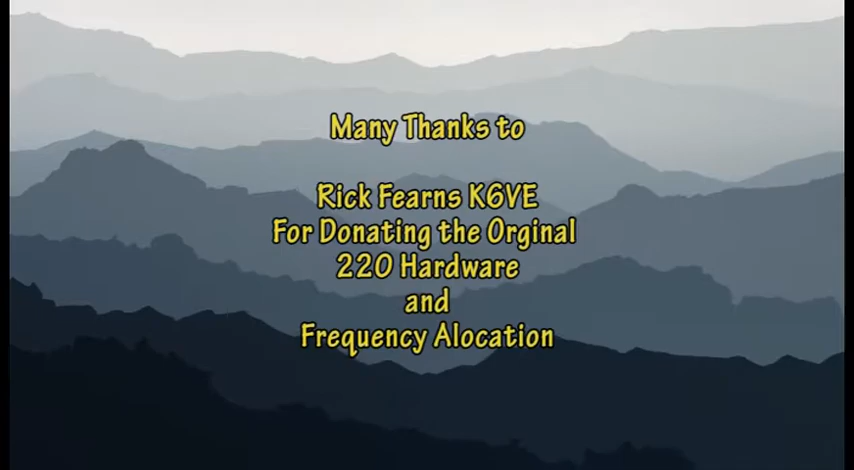 Many Thanks to
Rick Fearns K6VE
For Donating the Orginal
220 Hardware
and
Frequency Alocation